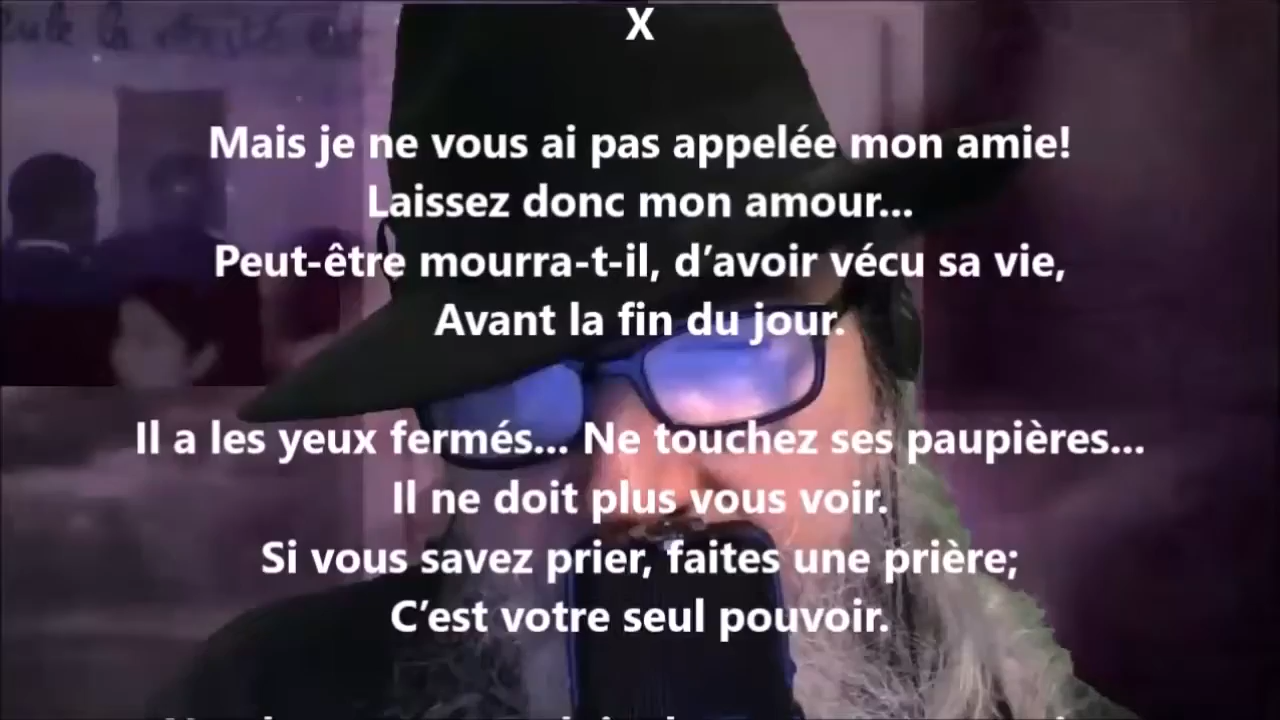 X
Mais je ne vous ai pas appelée mon amie!
Laissez donc mon amour...
Peut-être mourra-t-il, d’avoir vécu sa vie,
Avant la fin du jour.
Il a les yeux fermés... Ne touchez ses paupières...
Il ne doit plus vous voir.
Si vous savez prier, faites une prière;
C’est votre seul pouvoir.